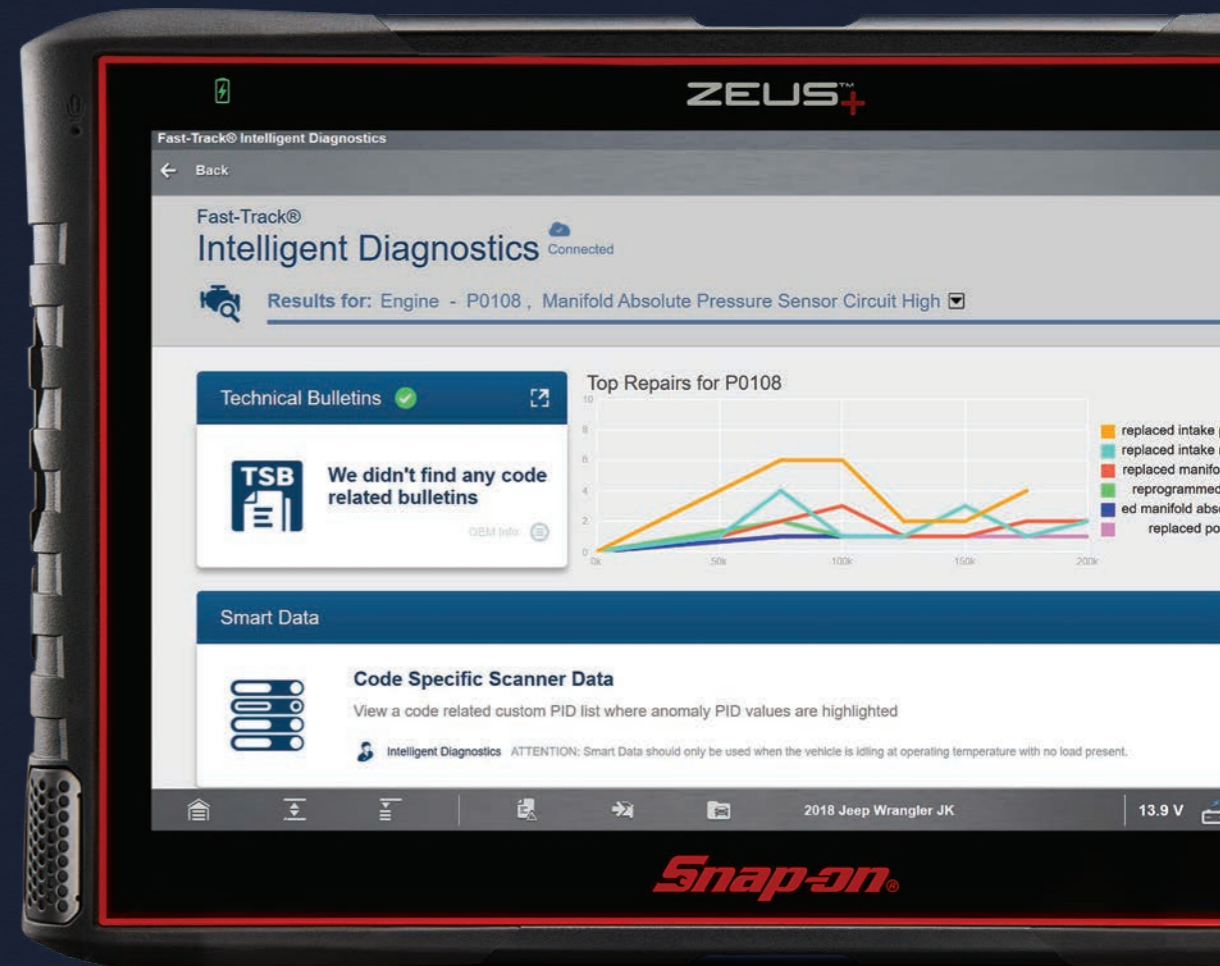 ZEUS™+
Fast-Track® Intelligent Diagnostics
Back
Fast-Track®
Intelligent Diagnostics
Connected
Results for: Engine - P0108 , Manifold Absolute Pressure Sensor Circuit High
Technical Bulletins
TSB
We didn't find any code
related bulletins
OEM Info
Top Repairs for P0108
10
8
6
4
2
0
0k 50k 100k 150k 200k
replaced intake
replaced intake
replaced manifo
reprogrammed
ed manifold abs
replaced po
Smart Data
Code Specific Scanner Data
View a code related custom PID list where anomaly PID values are highlighted
Intelligent Diagnostics ATTENTION: Smart Data should only be used when the vehicle is idling at operating temperature with no load present.
2018 Jeep Wrangler JK
13.9 V
Snap-on®